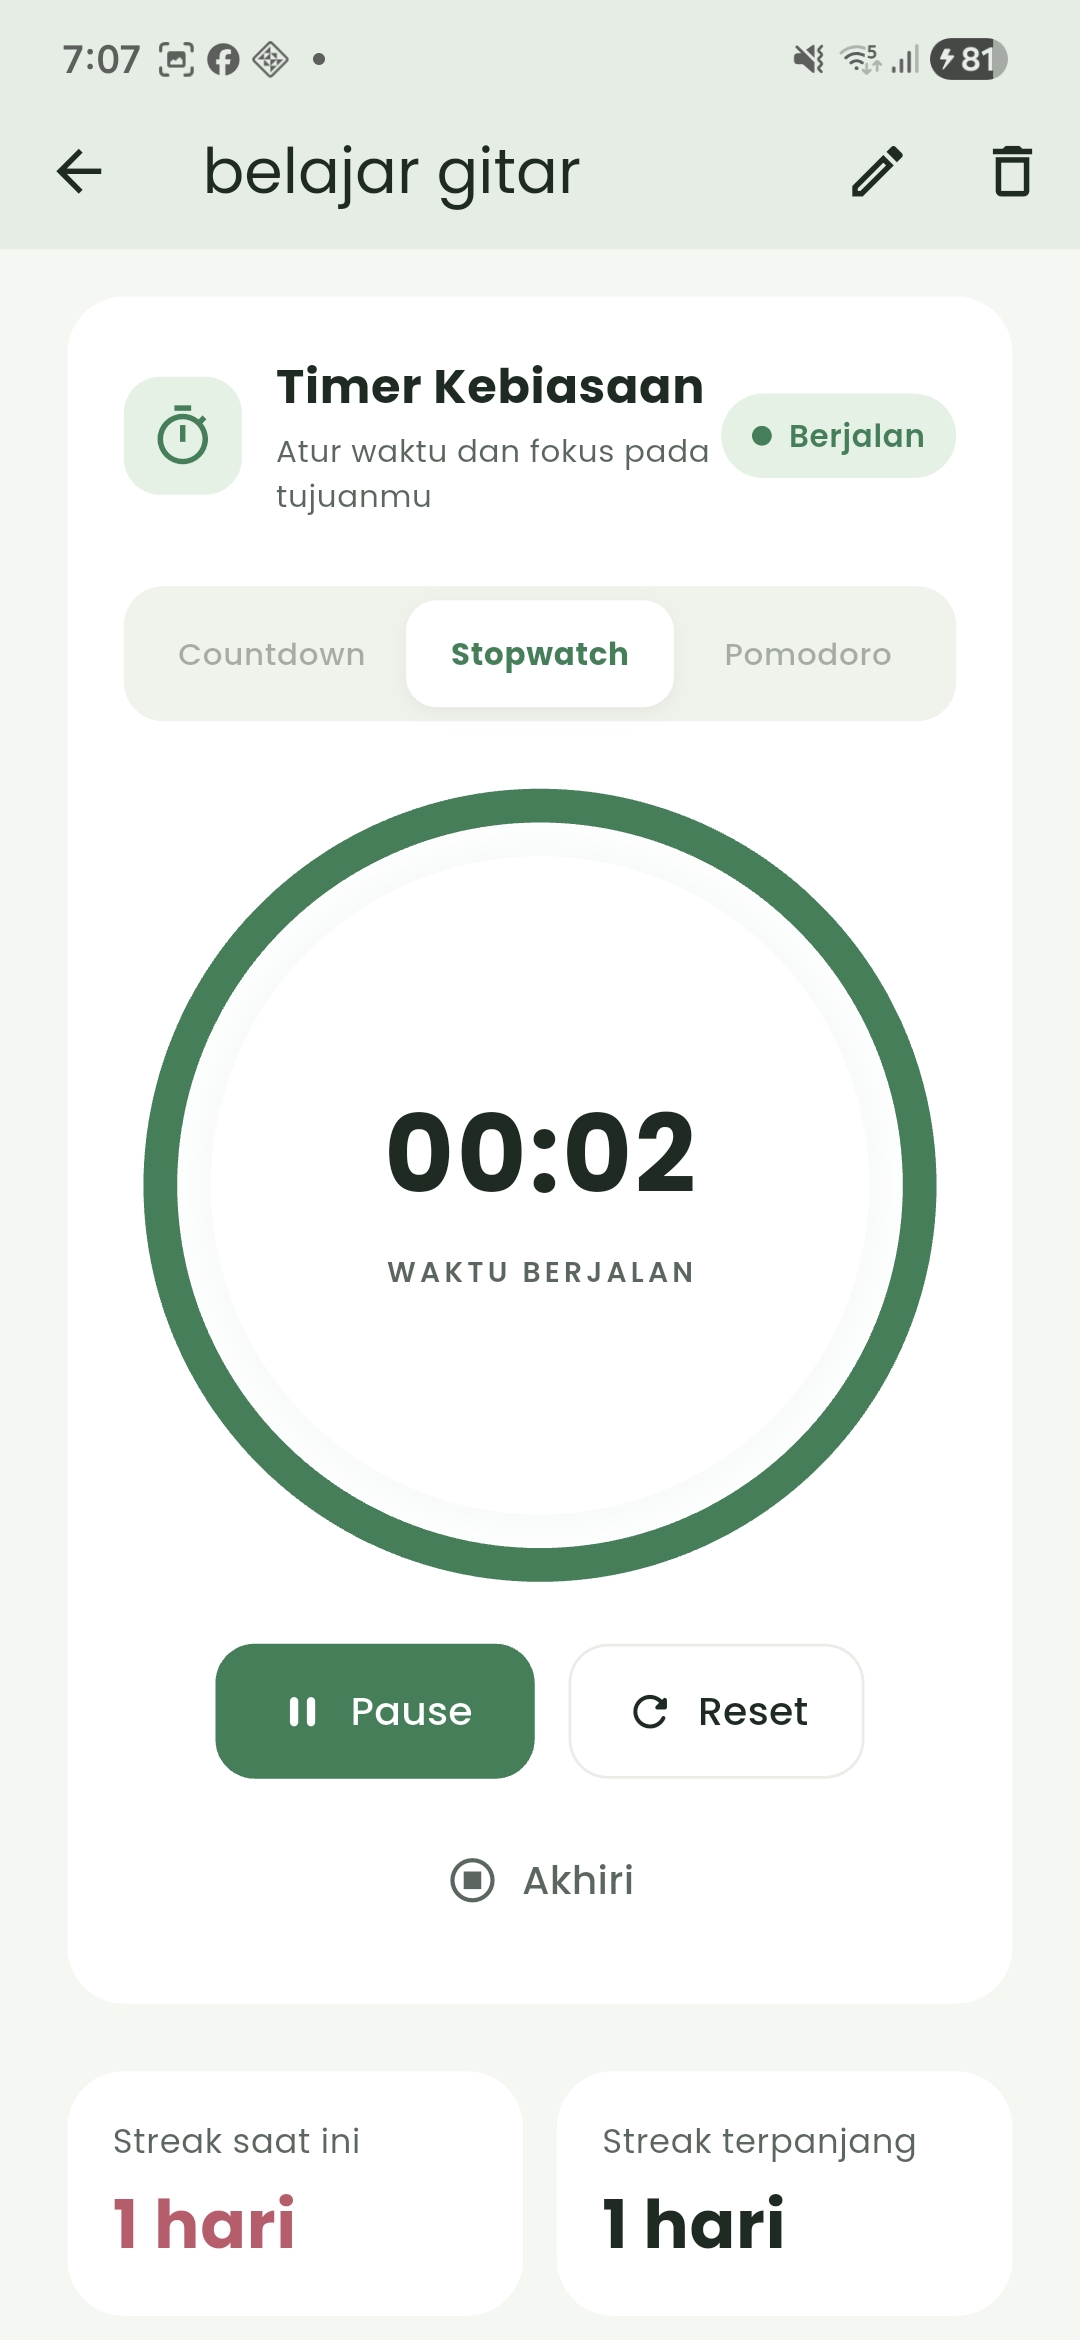 7:07
5
81
belajar gitar
Timer Kebiasaan
Atur waktu dan fokus pada
tujuanmu
Berjalan
Countdown
Stopwatch
Pomodoro
00:02
WAKTU BERJALAN
Pause
Reset
Akhiri
Streak saat ini
1 hari
Streak terpanjang
1 hari